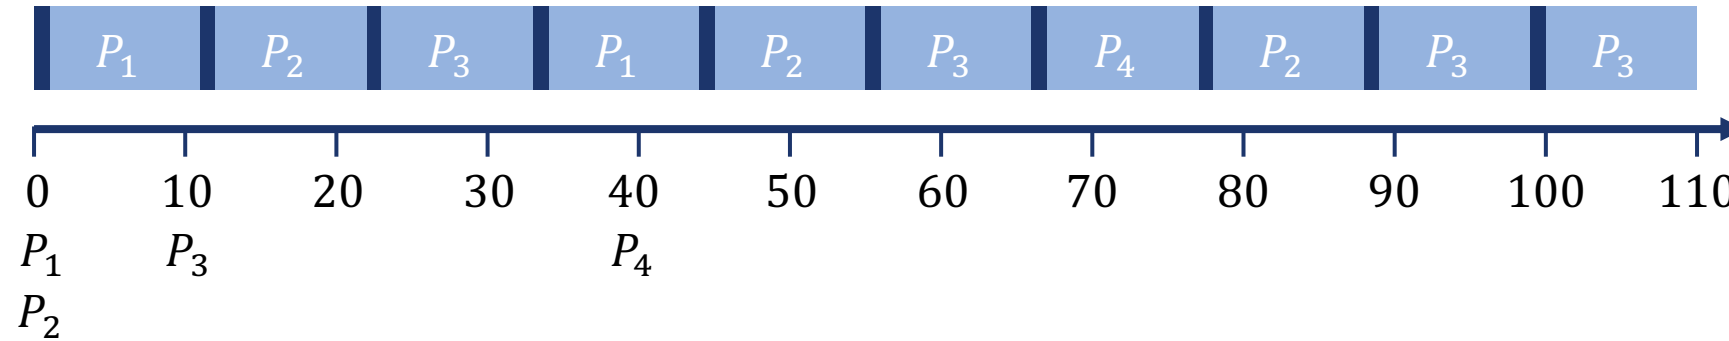 P₁ P₂ P₃ P₁ P₂ P₃ P₄ P₂ P₃ P₃
0 10 20 30 40 50 60 70 80 90 100 110
P₁ P₃ P₄
P₂